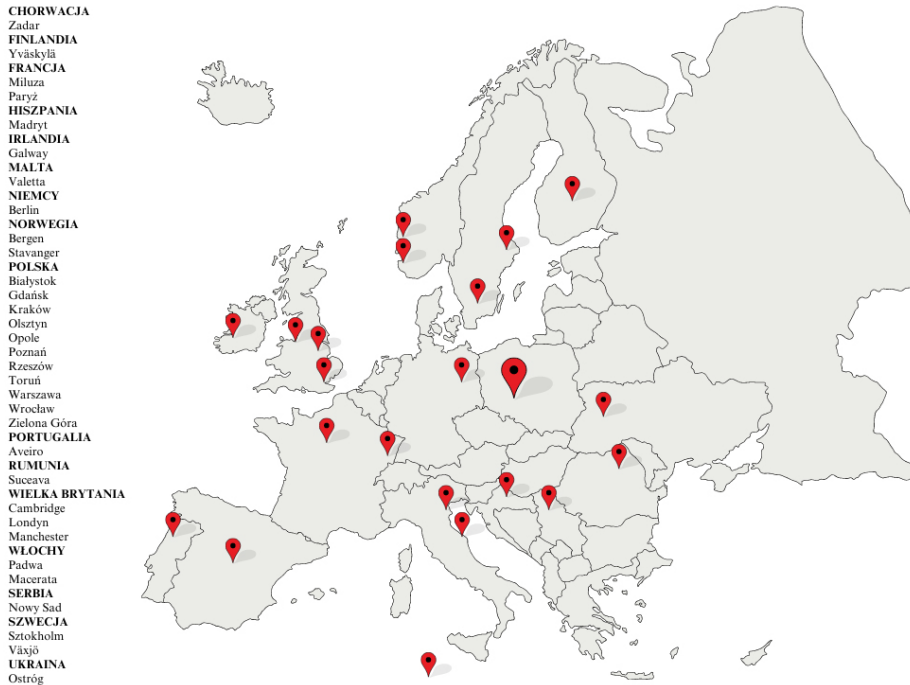 CHORWACJA
Zadar
FINLANDIA
Yväskylä
FRANCJA
Miluza
Paryż
HISZPANIA
Madryt
IRLANDIA
Galway
MALTA
Valetta
NIEMCY
Berlin
NORWEGIA
Bergen
Stavanger
POLSKA
Białystok
Gdańsk
Kraków
Olsztyn
Opole
Poznań
Rzeszów
Toruń
Warszawa
Wrocław
Zielona Góra
PORTUGALIA
Aveiro
RUMUNIA
Suceava
WIELKA BRYTANIA
Cambridge
Londyn
Manchester
WŁOCHY
Padwa
Macerata
SERBIA
Nowy Sad
SZWECJA
Sztokholm
Växjö
UKRAINA
Ostróg